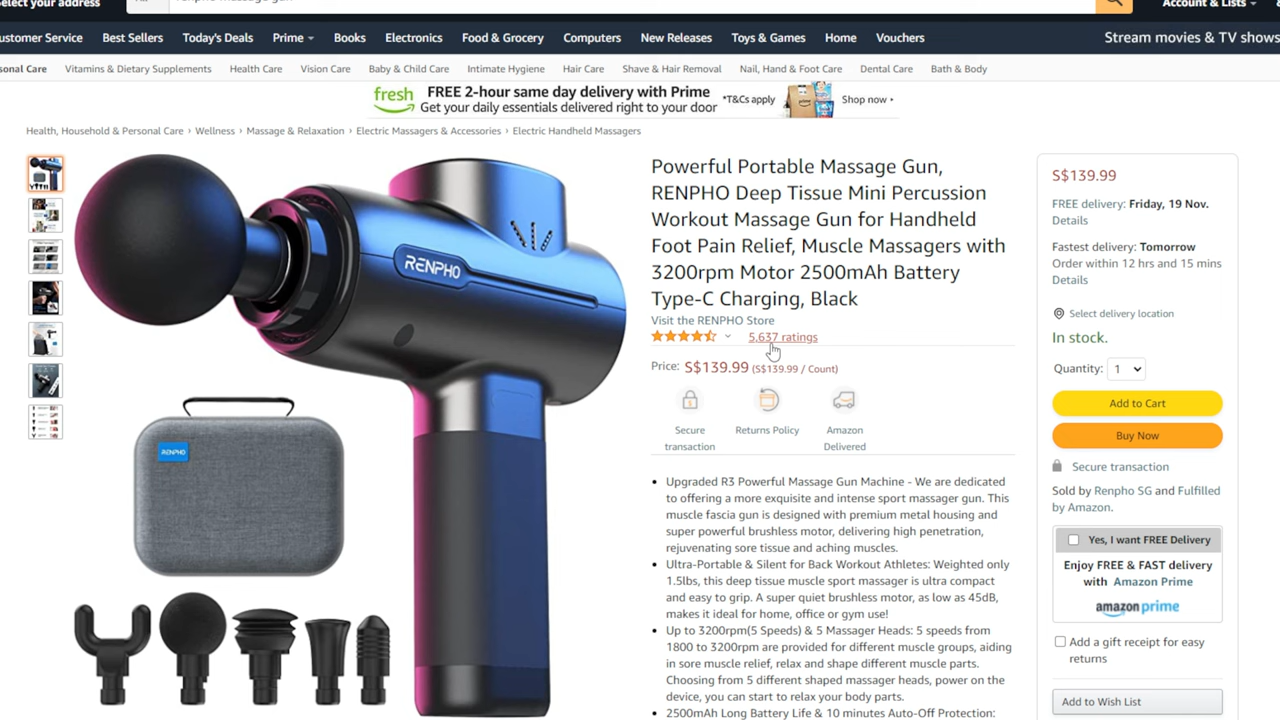 elect your address
Account & Lists
ustomer Service Best Sellers Today's Deals Prime Books Electronics Food & Grocery Computers New Releases Toys & Games Home Vouchers Stream movies & TV shows
sonal Care Vitamins & Dietary Supplements Health Care Vision Care Baby & Child Care Intimate Hygiene Hair Care Shave & Hair Removal Nail, Hand & Foot Care Dental Care Bath & Body
fresh FREE 2-hour same day delivery with Prime
Get your daily essentials delivered right to your door *T&Cs apply Shop now ›
Health, Household & Personal Care › Wellness › Massage & Relaxation › Electric Massagers & Accessories › Electric Handheld Massagers
RENPHO
RENPHO
Powerful Portable Massage Gun,
RENPHO Deep Tissue Mini Percussion
Workout Massage Gun for Handheld
Foot Pain Relief, Muscle Massagers with
3200rpm Motor 2500mAh Battery
Type-C Charging, Black
Visit the RENPHO Store
5,637 ratings
Price: S$139.99 (S$139.99 / Count)
Secure
transaction
Returns Policy
Amazon
Delivered
• Upgraded R3 Powerful Massage Gun Machine - We are dedicated
to offering a more exquisite and intense sport massager gun. This
muscle fascia gun is designed with premium metal housing and
super powerful brushless motor, delivering high penetration,
rejuvenating sore tissue and aching muscles.
• Ultra-Portable & Silent for Back Workout Athletes: Weighted only
1.5lbs, this deep tissue muscle sport massager is ultra compact
and easy to grip. A super quiet brushless motor, as low as 45dB,
makes it ideal for home, office or gym use!
• Up to 3200rpm(5 Speeds) & 5 Massager Heads: 5 speeds from
1800 to 3200rpm are provided for different muscle groups, aiding
in sore muscle relief, relax and shape different muscle parts.
Choosing from 5 different shaped massager heads, power on the
device, you can start to relax your body parts.
• 2500mAh Long Battery Life & 10 minutes Auto-Off Protection:
S$139.99
FREE delivery: Friday, 19 Nov.
Details
Fastest delivery: Tomorrow
Order within 12 hrs and 15 mins
Details
Select delivery location
In stock.
Quantity: 1
Add to Cart
Buy Now
Secure transaction
Sold by Renpho SG and Fulfilled
by Amazon.
Yes, I want FREE Delivery
Enjoy FREE & FAST delivery
with Amazon Prime
amazon prime
Add a gift receipt for easy
returns
Add to Wish List